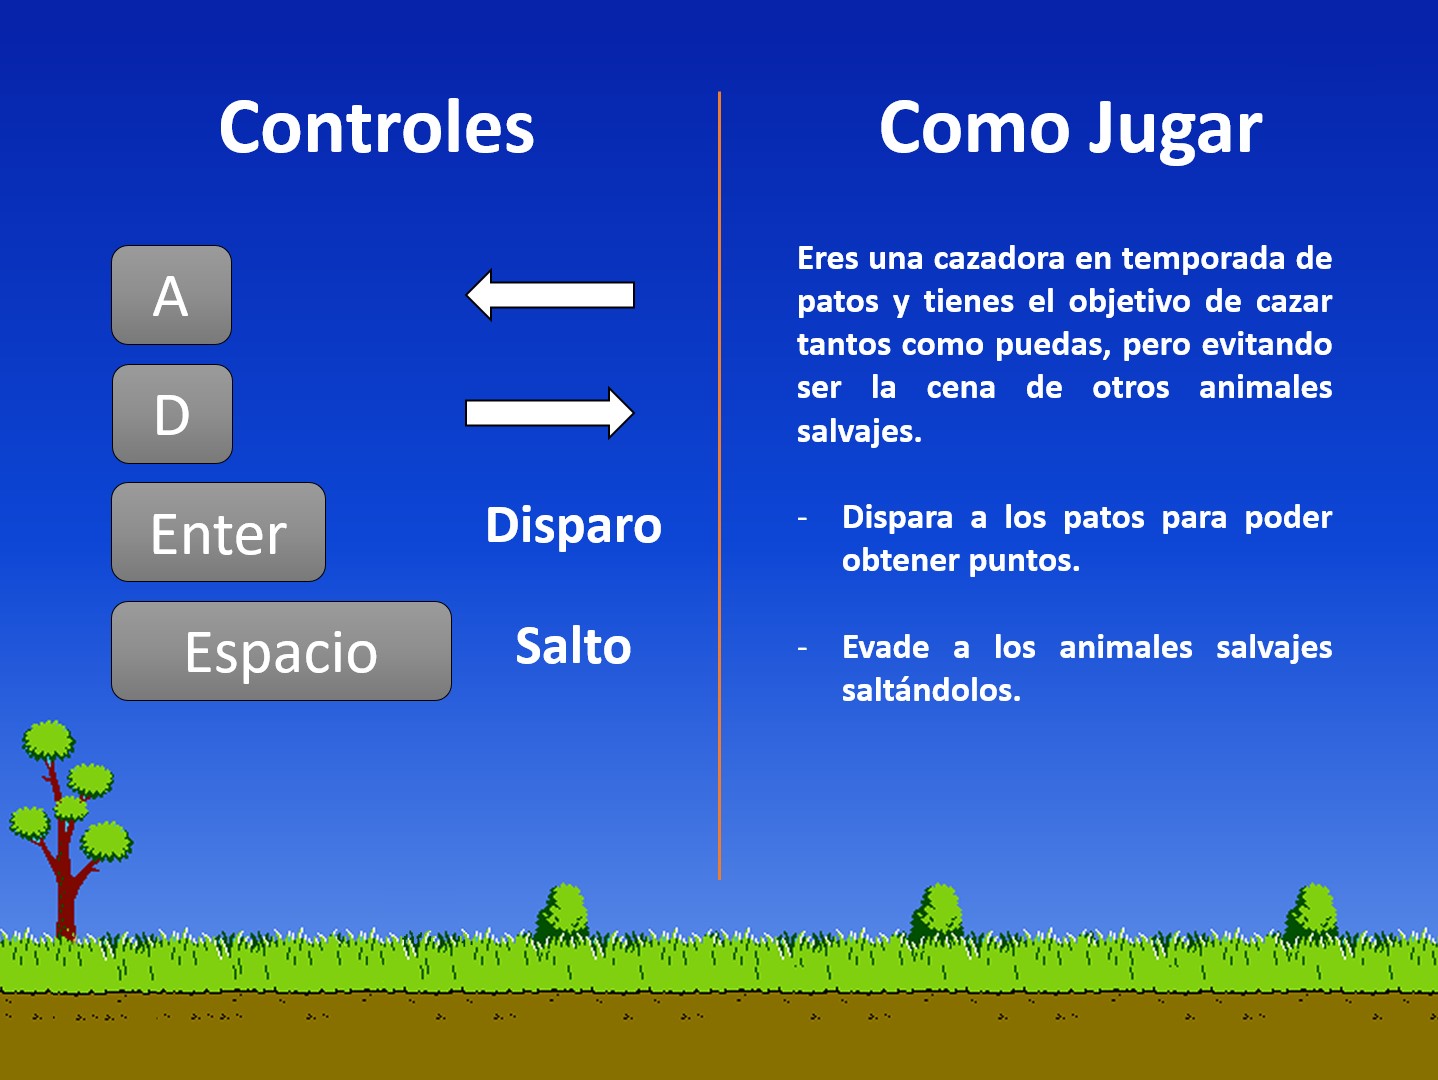 Controles
A
D
Enter
Disparo
Espacio
Salto
Como Jugar
Eres una cazadora en temporada de
patos y tienes el objetivo de cazar
tantos como puedas, pero evitando
ser la cena de otros animales
salvajes.
- Dispara a los patos para poder
obtener puntos.
- Evade a los animales salvajes
saltándolos.